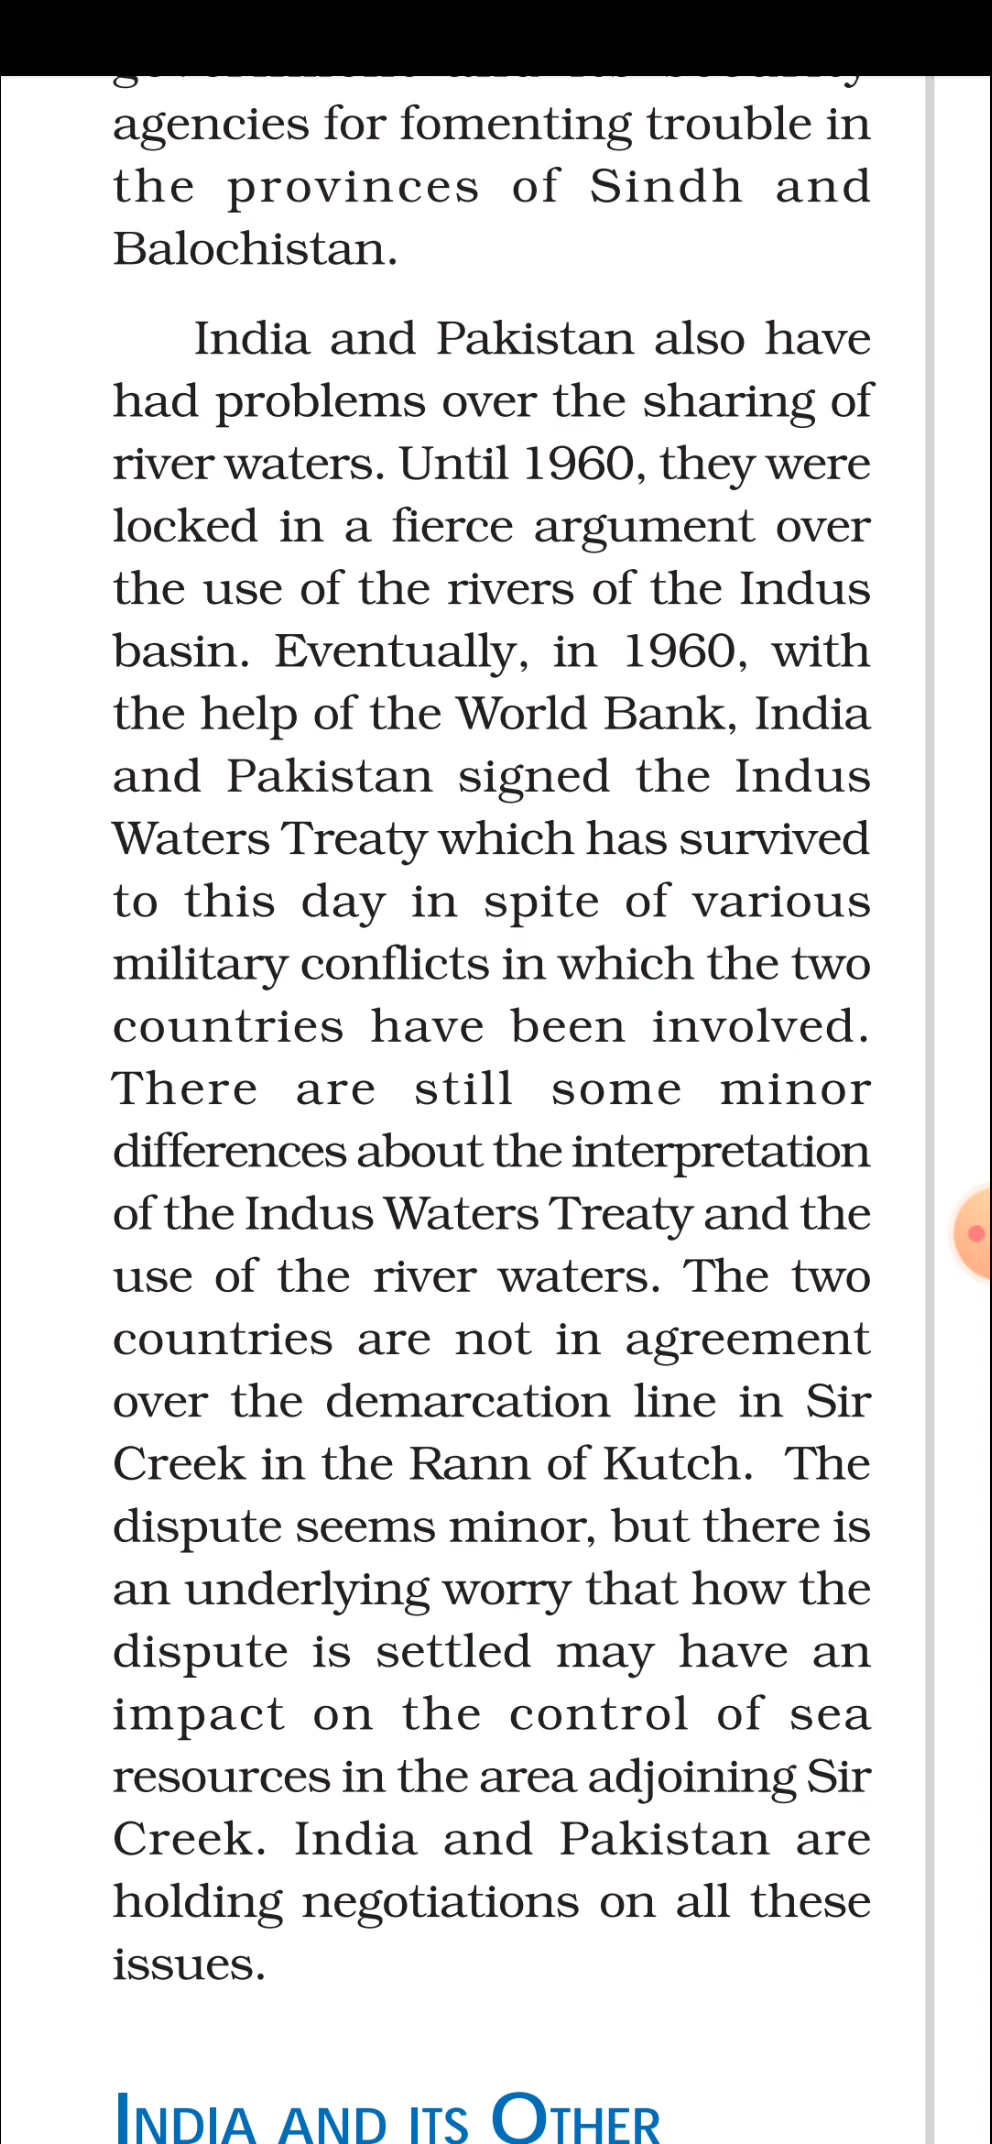 agencies for fomenting trouble in
the provinces of Sindh and
Balochistan.
India and Pakistan also have
had problems over the sharing of
river waters. Until 1960, they were
locked in a fierce argument over
the use of the rivers of the Indus
basin. Eventually, in 1960, with
the help of the World Bank, India
and Pakistan signed the Indus
Waters Treaty which has survived
to this day in spite of various
military conflicts in which the two
countries have been involved.
There are still some minor
differences about the interpretation
of the Indus Waters Treaty and the
use of the river waters. The two
countries are not in agreement
over the demarcation line in Sir
Creek in the Rann of Kutch. The
dispute seems minor, but there is
an underlying worry that how the
dispute is settled may have an
impact on the control of sea
resources in the area adjoining Sir
Creek. India and Pakistan are
holding negotiations on all these
issues.
INDIA AND ITS OTHER